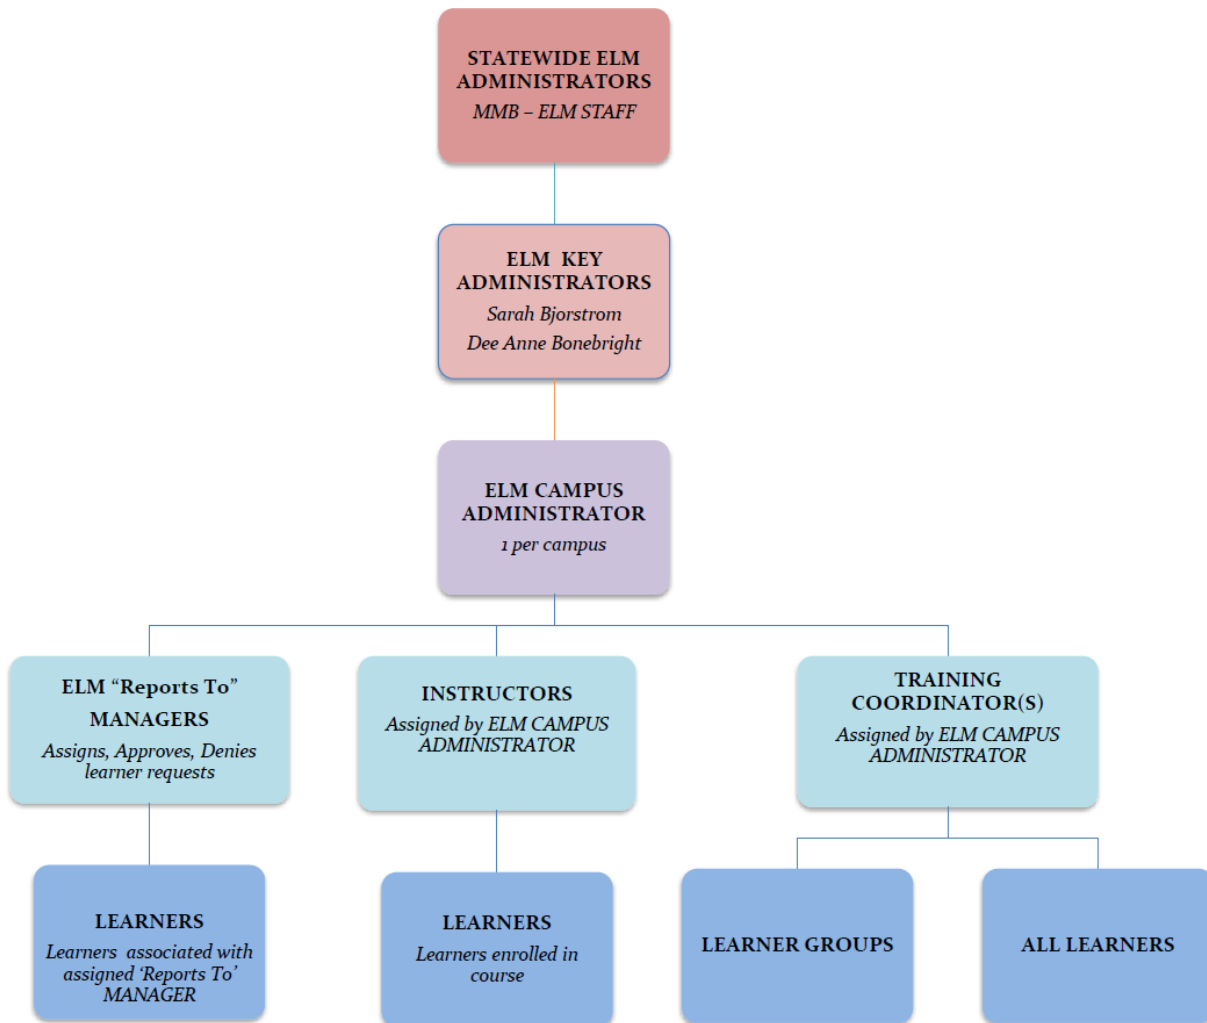 STATEWIDE ELM
ADMINISTRATORS
MMB – ELM STAFF
ELM KEY
ADMINISTRATORS
Sarah Bjorstrom
Dee Anne Bonebright
ELM CAMPUS
ADMINISTRATOR
1 per campus
ELM “Reports To”
MANAGERS
Assigns, Approves, Denies
learner requests
INSTRUCTORS
Assigned by ELM CAMPUS
ADMINISTRATOR
TRAINING
COORDINATOR(S)
Assigned by ELM CAMPUS
ADMINISTRATOR
LEARNERS
Learners associated with
assigned ‘Reports To’
MANAGER
LEARNERS
Learners enrolled in
course
LEARNER GROUPS
ALL LEARNERS